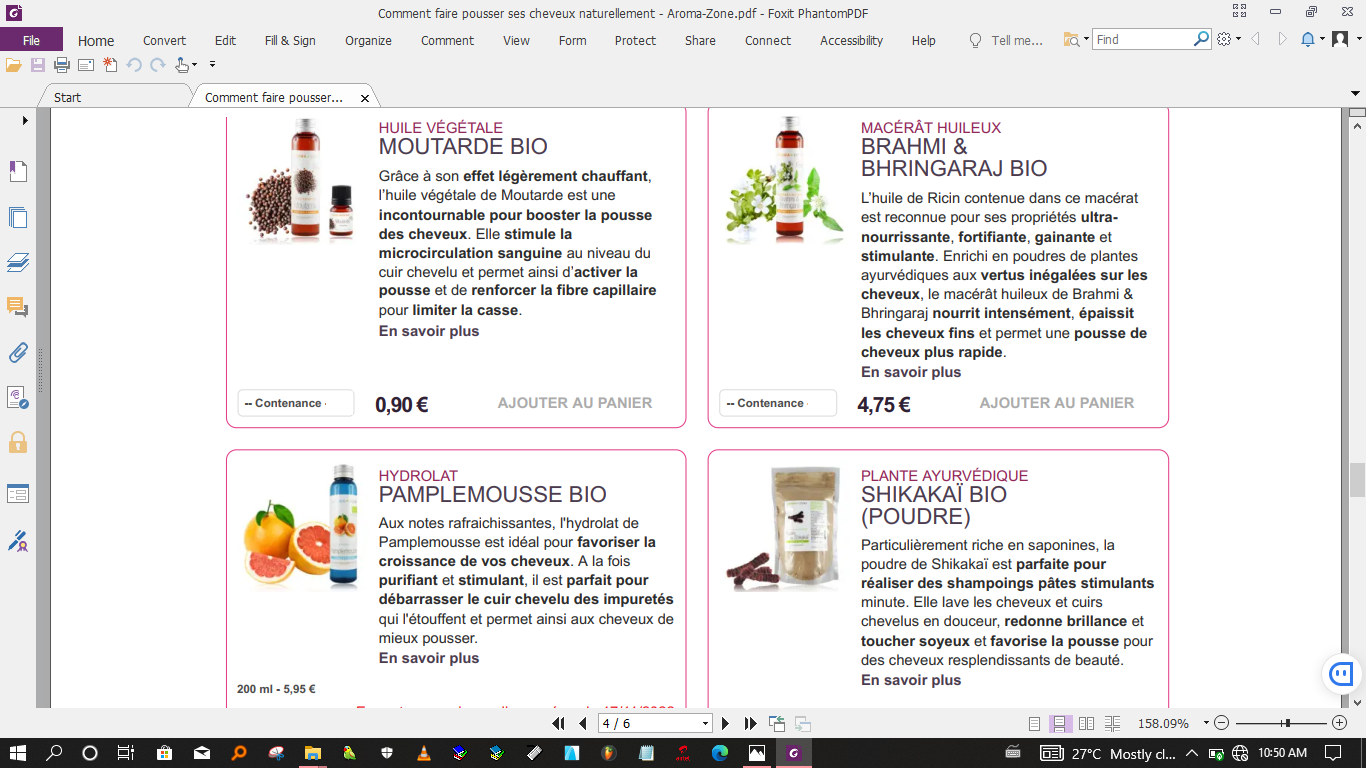 Comment faire pousser ses cheveux naturellement - Aroma-Zone.pdf - Foxit PhantomPDF
File Home Convert Edit Fill & Sign Organize Comment View Form Protect Share Connect Accessibility Help Tell me... Find
Start Comment faire pousser...
HUILE VÉGÉTALE
MOUTARDE BIO
Grâce à son effet légèrement chauffant,
l'huile végétale de Moutarde est une
incontournable pour booster la pousse
des cheveux. Elle stimule la
microcirculation sanguine au niveau du
cuir chevelu et permet ainsi d'activer la
pousse et de renforcer la fibre capillaire
pour limiter la casse.
En savoir plus
-- Contenance 0,90 € AJOUTER AU PANIER
MACÉRÂT HUILEUX
BRAHMI &
BHRINGARAJ BIO
L'huile de Ricin contenue dans ce macérat
est reconnue pour ses propriétés ultra-
nourrissante, fortifiante, gainante et
stimulante. Enrichi en poudres de plantes
ayurvédiques aux vertus inégalées sur les
cheveux, le macérât huileux de Brahmi &
Bhringaraj nourrit intensément, épaissit
les cheveux fins et permet une pousse de
cheveux plus rapide.
En savoir plus
-- Contenance 4,75 € AJOUTER AU PANIER
HYDROLAT
PAMPLEMOUSSE BIO
Aux notes rafraichissantes, l'hydrolat de
Pamplemousse est idéal pour favoriser la
croissance de vos cheveux. A la fois
purifiant et stimulant, il est parfait pour
débarrasser le cuir chevelu des impuretés
qui l'étouffent et permet ainsi aux cheveux de
mieux pousser.
En savoir plus
200 ml - 5,95 €
PLANTE AYURVÉDIQUE
SHIKAKAÏ BIO
(POUDRE)
Particulièrement riche en saponines, la
poudre de Shikakaï est parfaite pour
réaliser des shampoings pâtes stimulants
minute. Elle lave les cheveux et cuirs
chevelus en douceur, redonne brillance et
toucher soyeux et favorise la pousse pour
des cheveux resplendissants de beauté.
En savoir plus
4 / 6 158.09%
27°C Mostly cl... 10:50 AM